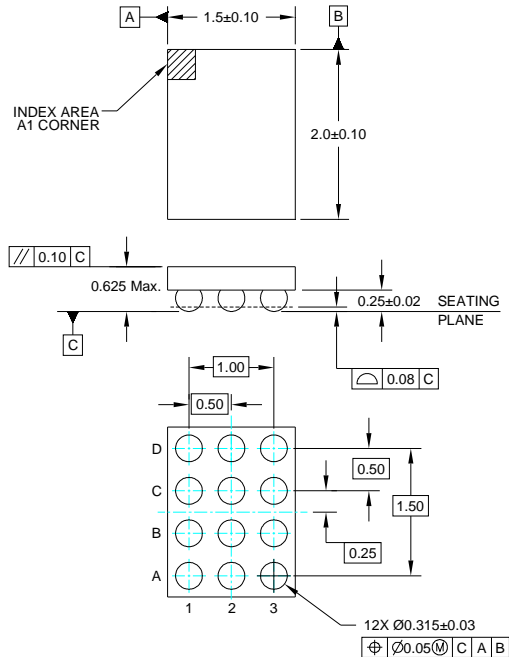 A
1.5±0.10
B
INDEX AREA
A1 CORNER
2.0±0.10
// 0.10 C
0.625 Max.
0.25±0.02
SEATING
PLANE
C
⌓ 0.08 C
1.00
0.50
D
C
B
A
0.50
1.50
0.25
1 2 3
12X Ø0.315±0.03
⌖ Ø0.05Ⓜ C A B